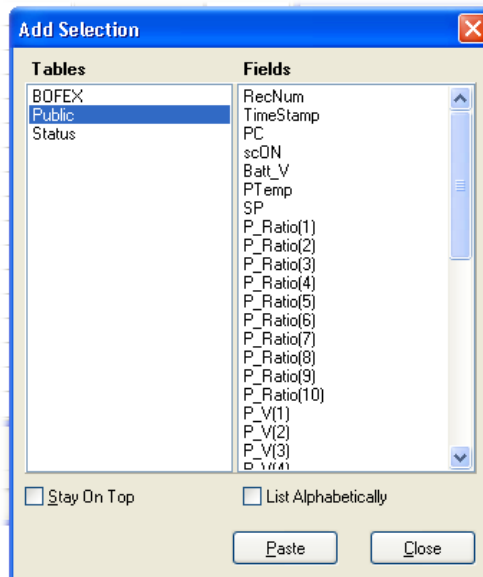 Add Selection
Tables
Fields
BOFEX
Public
Status
RecNum
TimeStamp
PC
scON
Batt_V
PTemp
SP
P_Ratio(1)
P_Ratio(2)
P_Ratio(3)
P_Ratio(4)
P_Ratio(5)
P_Ratio(6)
P_Ratio(7)
P_Ratio(8)
P_Ratio(9)
P_Ratio(10)
P_V(1)
P_V(2)
P_V(3)
P_V(4)
Stay On Top
List Alphabetically
Paste
Close